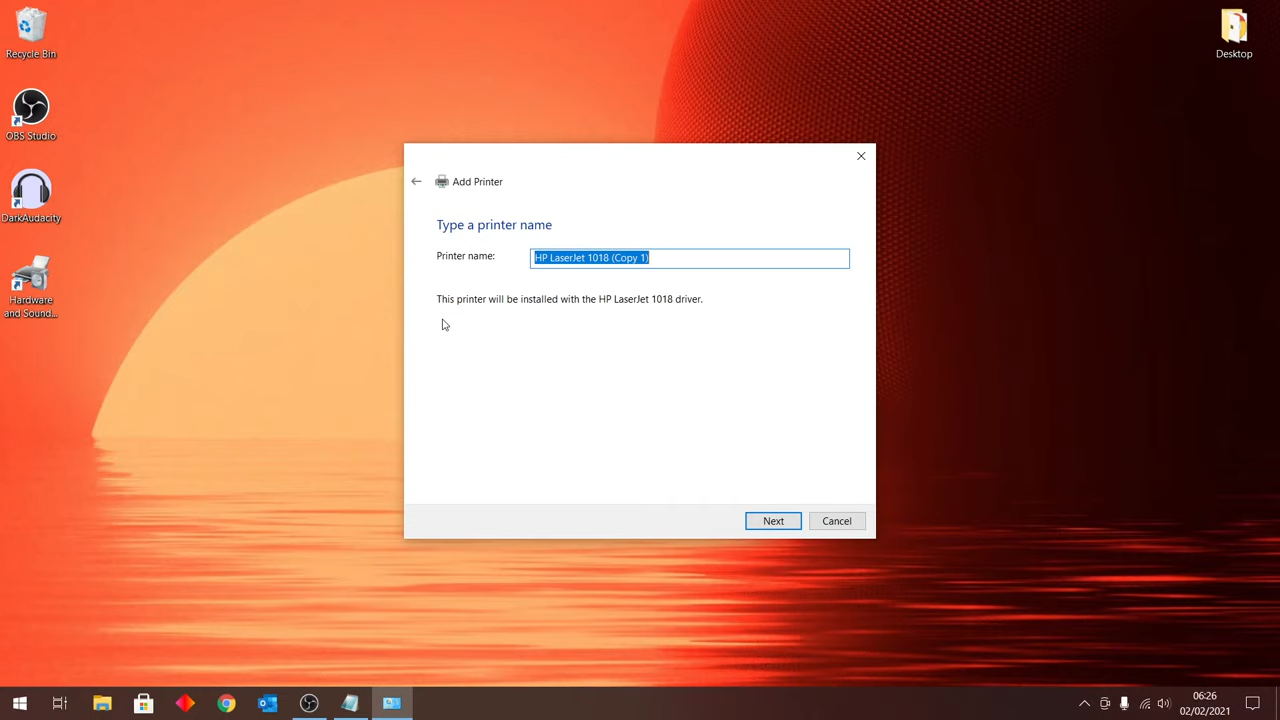 Recycle Bin
Desktop
OBS Studio
DarkAudacity
Hardware
and Sound...
Add Printer
Type a printer name
Printer name:
HP LaserJet 1018 (Copy 1)
This printer will be installed with the HP LaserJet 1018 driver.
Next
Cancel
06:26
02/02/2021